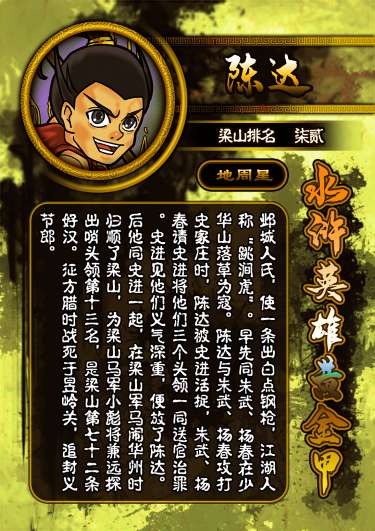 陈达
梁山排名 柒贰
地周星
水浒英雄黄金甲
邺城人氏，使一条出白点钢枪，江湖人
称“跳涧虎”。早先同朱武、杨春在少
华山落草为寇。陈达与朱武、杨春攻打
史家庄时，陈达被史进活捉，朱武、杨
春请史进将他们三个头领一同送官治罪
。史进见他们义气深重，便放了陈达。
后他同史进一起，在梁山军马闹华州时
归顺了梁山，为梁山马军小彪将兼远探
出哨头领第十三名，是梁山第七十二条
好汉。征方腊时战死于昱岭关，追封义
节郎。